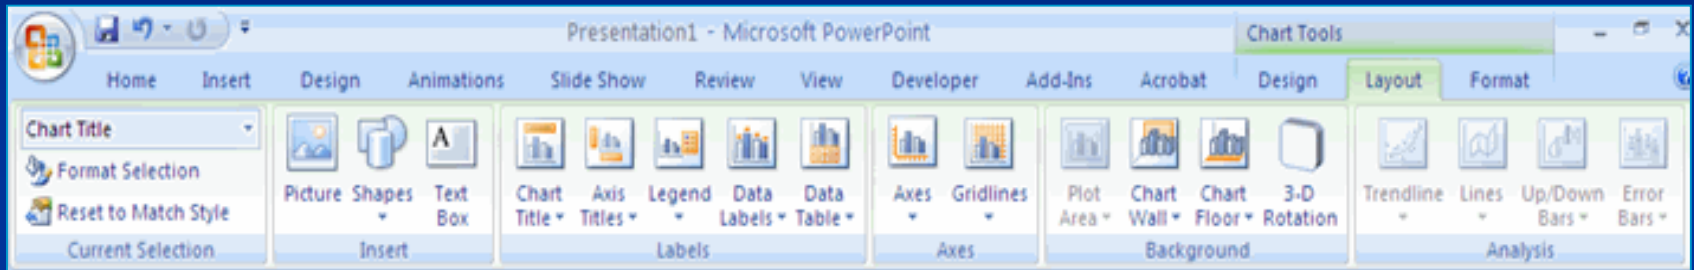 Presentation1 - Microsoft PowerPoint
Chart Tools
Home Insert Design Animations Slide Show Review View Developer Add-Ins Acrobat Design Layout Format
Chart Title
Format Selection
Reset to Match Style
Current Selection
Picture Shapes Text Box
Insert
A
Chart Title Axis Titles Legend Data Labels Data Table
Labels
Axes Gridlines
Axes
Plot Area Chart Wall Chart Floor 3-D Rotation
Background
Trendline Lines Up/Down Bars Error Bars
Analysis